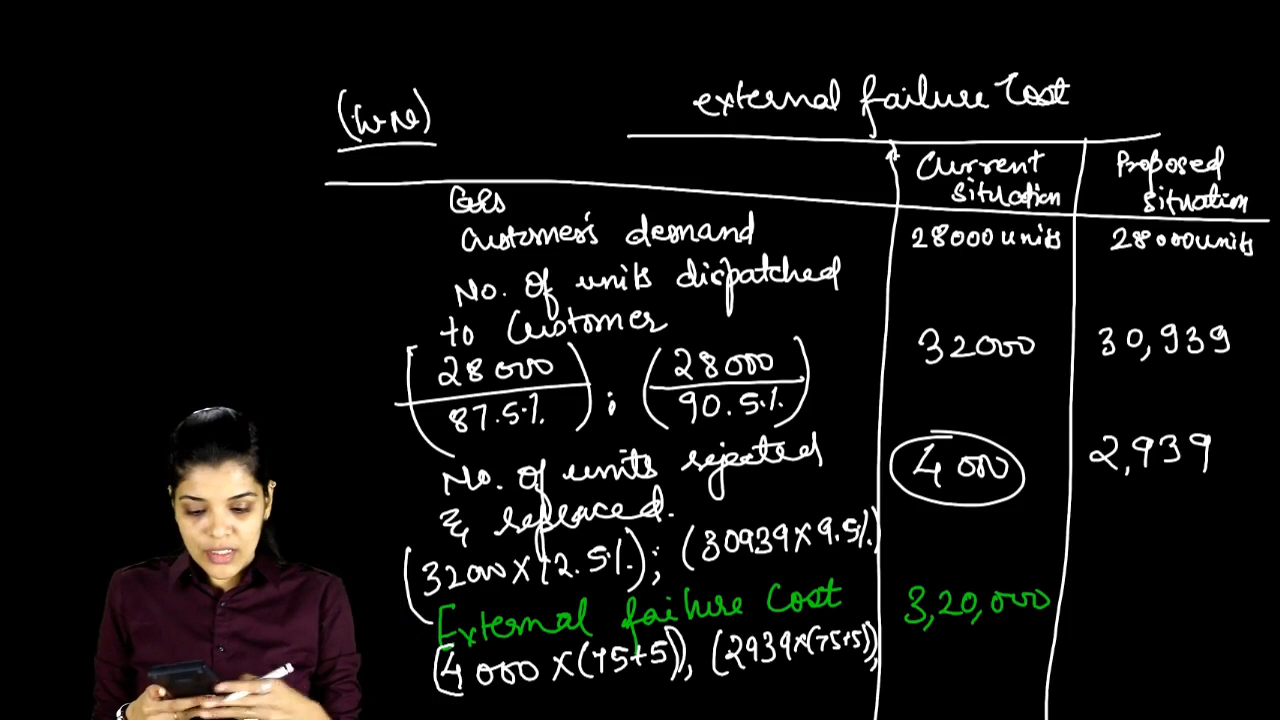 (W.N2)
external failure Cost
Current situation
Proposed situation
Customer's demand 28000 units 28000 units
No. of units dispatched
to Customer 32000 30,939
(28000/87.5%) ; (28000/90.5%)
No. of units rejected 4000 2,939
& replaced.
(32000 × 12.5%); (30939 × 9.5%)
External failure Cost 3,20,000
(4000 × (75+5)), (2939×(75+5)),